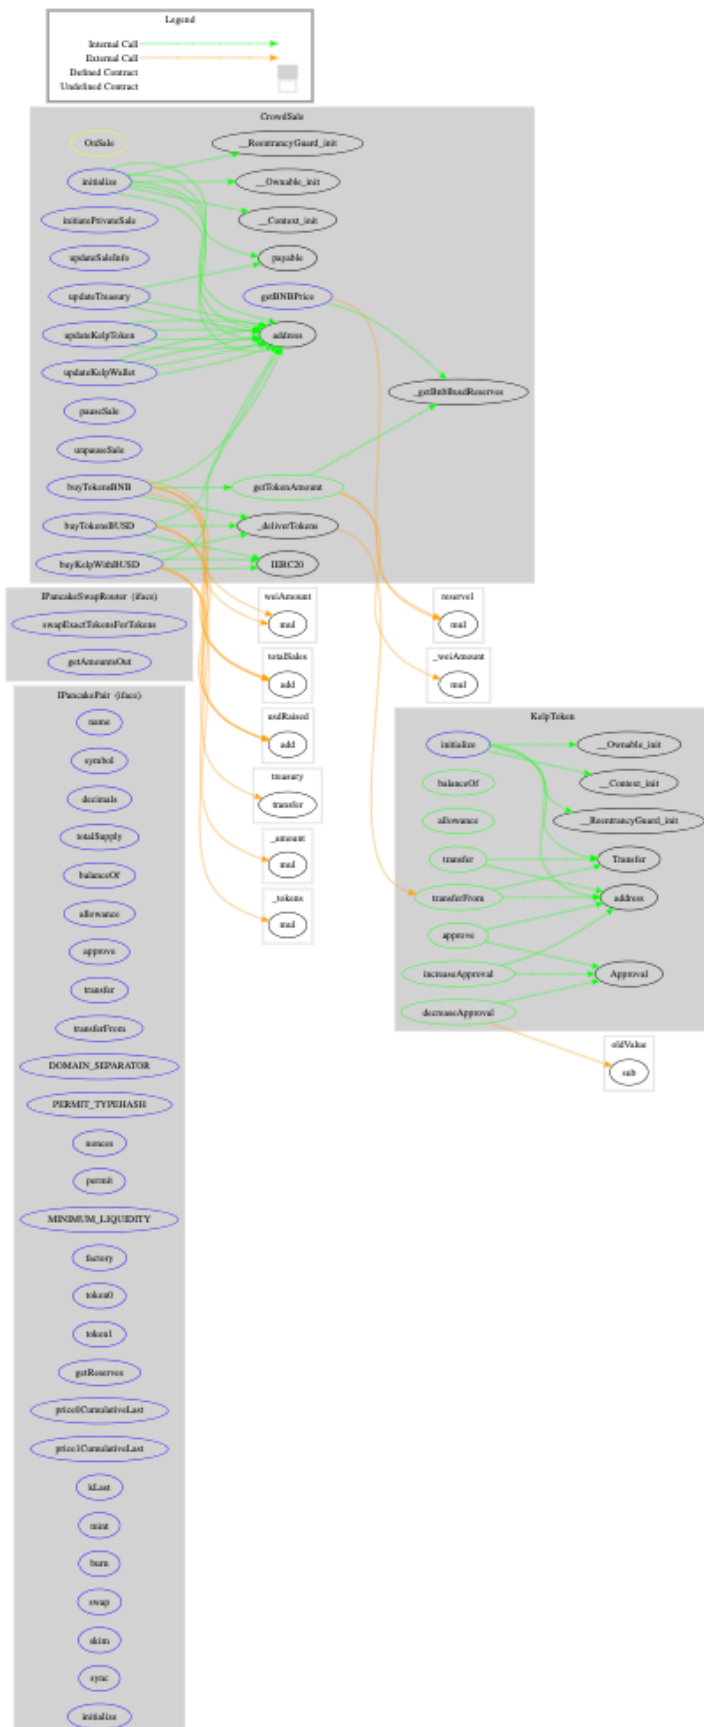 Legend
Internal Call
External Call
Defined Contract
Undefined Contract
CrowdSale
OnSale
__ReentrancyGuard_init
initialize
__Ownable_init
initiatePrivateSale
__Context_init
updateSaleInfo
payable
updateTreasury
getBNBPrice
updateKelpToken
address
updateKelpWallet
_getBnbBusdReserves
pauseSale
unpauseSale
buyTokensBNB
getTokenAmount
buyTokensBUSD
_deliverTokens
buyKelpWithBUSD
IERC20
IPancakeSwapRouter (iface)
swapExactTokensForTokens
getAmountsOut
weiAmount
mul
reserve1
mul
totalSales
add
_weiAmount
mul
usdRaised
add
treasury
transfer
_amount
mul
_tokens
mul
IPancakePair (iface)
name
symbol
decimals
totalSupply
balanceOf
allowance
approve
transfer
transferFrom
DOMAIN_SEPARATOR
PERMIT_TYPEHASH
nonces
permit
MINIMUM_LIQUIDITY
factory
token0
token1
getReserves
price0CumulativeLast
price1CumulativeLast
kLast
mint
burn
swap
skim
sync
initialize
KelpToken
initialize
__Ownable_init
balanceOf
__Context_init
allowance
__ReentrancyGuard_init
transfer
Transfer
transferFrom
address
approve
increaseApproval
Approval
decreaseApproval
oldValue
sub